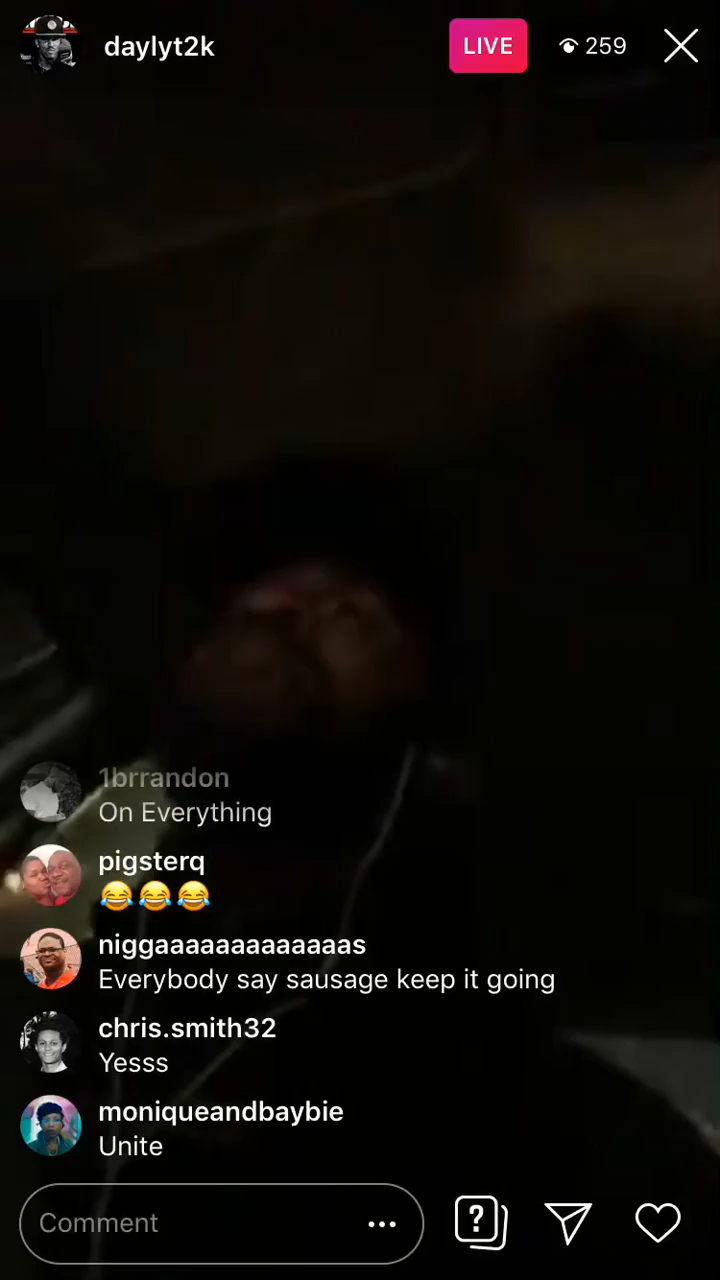 daylyt2k
LIVE
259
1brrandon
On Everything
pigsterq
😂😂😂
niggaaaaaaaaaaaaas
Everybody say sausage keep it going
chris.smith32
Yesss
moniqueandbaybie
Unite
Comment